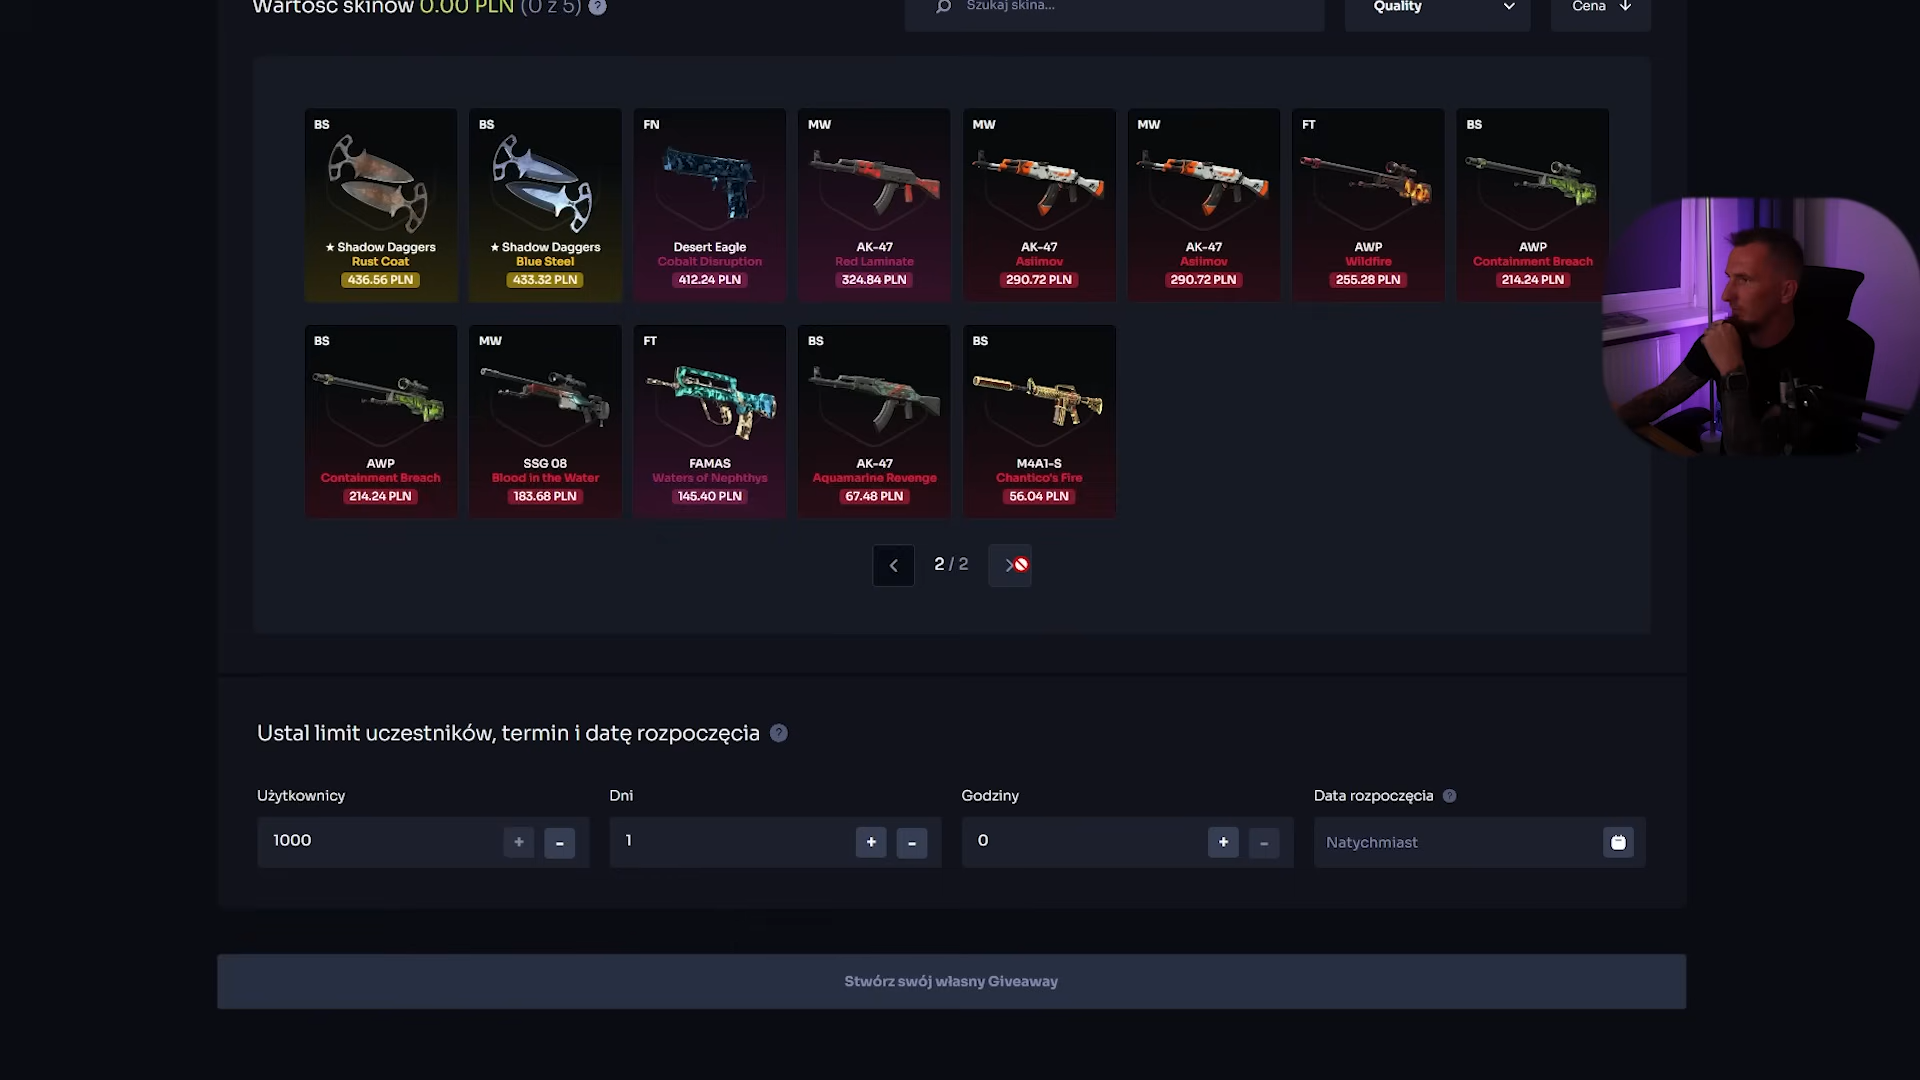 Wartość skinów 0.00 PLN (0 z 5) ?
Szukaj skina...
Quality
Cena
BS
★ Shadow Daggers
Rust Coat
436.56 PLN
BS
★ Shadow Daggers
Blue Steel
433.32 PLN
FN
Desert Eagle
Cobalt Disruption
412.24 PLN
MW
AK-47
Red Laminate
324.84 PLN
MW
AK-47
Asiimov
290.72 PLN
MW
AK-47
Asiimov
290.72 PLN
FT
AWP
Wildfire
255.28 PLN
BS
AWP
Containment Breach
214.24 PLN
BS
AWP
Containment Breach
214.24 PLN
MW
SSG 08
Blood in the Water
183.68 PLN
FT
FAMAS
Waters of Nephthys
145.40 PLN
BS
AK-47
Aquamarine Revenge
67.48 PLN
BS
M4A1-S
Chantico's Fire
56.04 PLN
2 / 2
Ustal limit uczestników, termin i datę rozpoczęcia ?
Użytkownicy
1000 + -
Dni
1 + -
Godziny
0 + -
Data rozpoczęcia ?
Natychmiast
Stwórz swój własny Giveaway